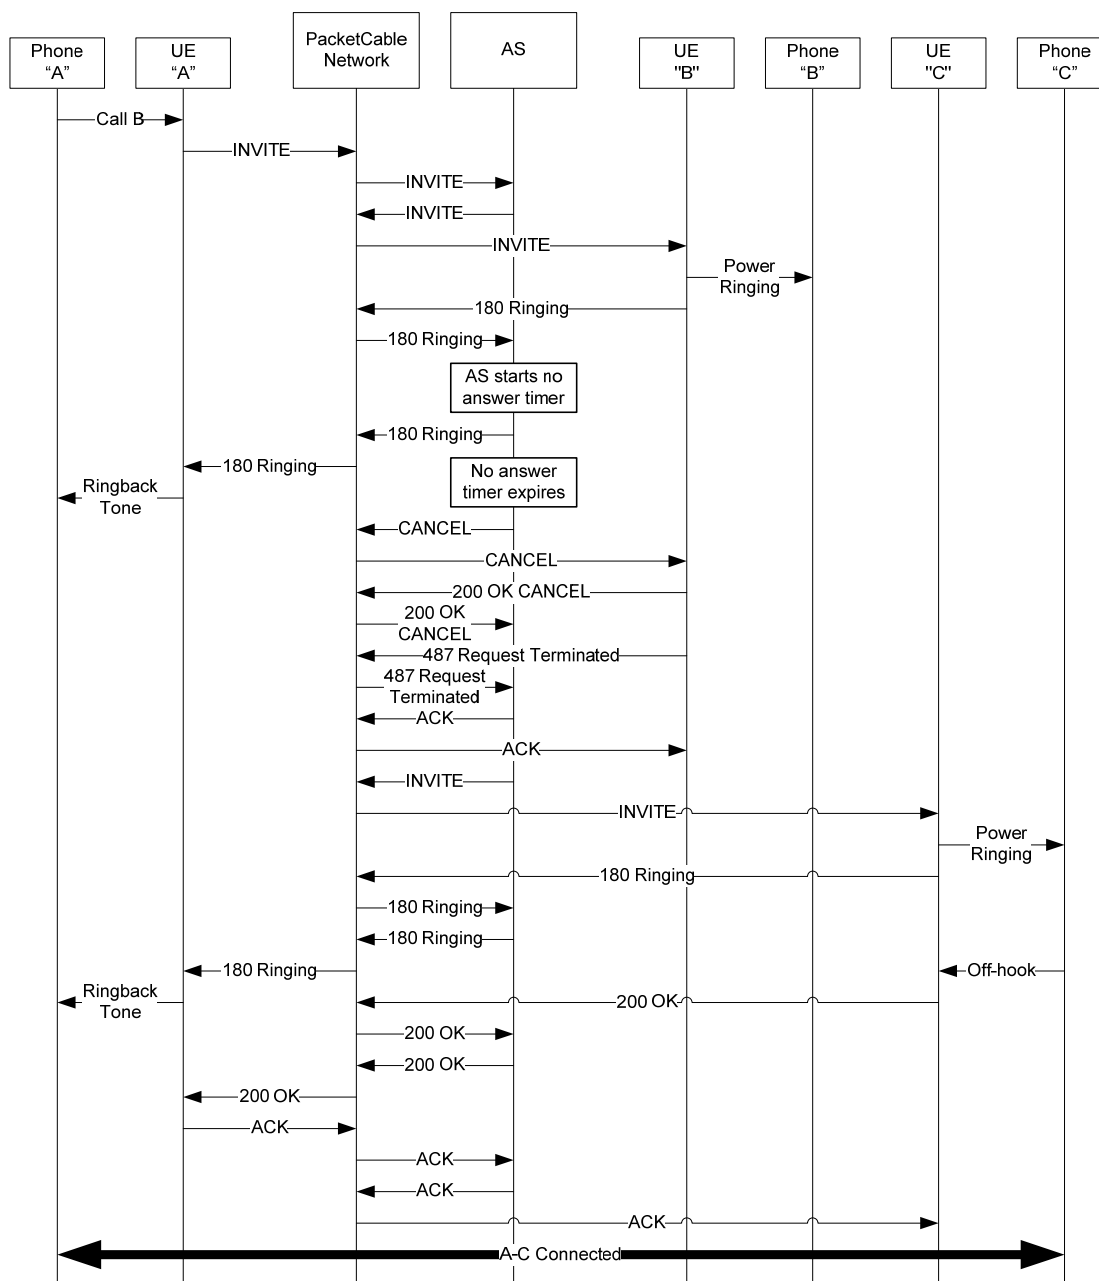 Phone
“A”
UE
“A”
PacketCable
Network
AS
UE
"B"
Phone
“B”
UE
"C"
Phone
“C”
Call B
INVITE
INVITE
INVITE
INVITE
Power
Ringing
180 Ringing
180 Ringing
AS starts no
answer timer
180 Ringing
180 Ringing
No answer
timer expires
Ringback
Tone
CANCEL
CANCEL
200 OK CANCEL
200 OK
CANCEL
487 Request Terminated
487 Request
Terminated
ACK
ACK
INVITE
INVITE
Power
Ringing
180 Ringing
180 Ringing
180 Ringing
180 Ringing
Off-hook
Ringback
Tone
200 OK
200 OK
200 OK
200 OK
ACK
ACK
ACK
ACK
A-C Connected